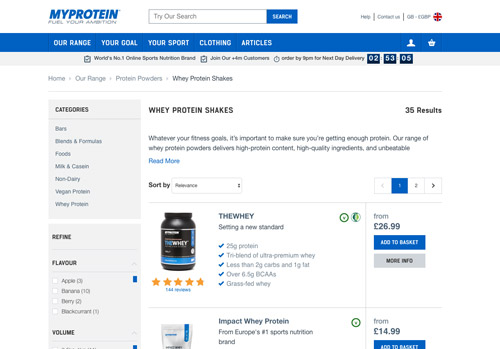 MYPROTEIN
FUEL YOUR AMBITION
Try Our Search
SEARCH
Help | Contact us | GB - £GBP
OUR RANGE YOUR GOAL YOUR SPORT CLOTHING ARTICLES
World's No.1 Online Sports Nutrition Brand Join Our +4m Customers order by 9pm for Next Day Delivery 02 53 05
Home > Our Range > Protein Powders > Whey Protein Shakes
CATEGORIES
Bars
Blends & Formulas
Foods
Milk & Casein
Non-Dairy
Vegan Protein
Whey Protein
REFINE
FLAVOUR
Apple (3)
Banana (10)
Berry (2)
Blackcurrant (1)
VOLUME
WHEY PROTEIN SHAKES 35 Results
Whatever your fitness goals, it's important to make sure you're getting enough protein. Our range
of whey protein powders delivers high-protein content, high-quality ingredients, and unbeatable
Read More
Sort by Relevance
< 1 2 >
THEWHEY
144 reviews
THEWHEY
Setting a new standard
25g protein
Tri-blend of ultra-premium whey
Less than 2g carbs and 1g fat
Over 6.5g BCAAs
Grass-fed whey
from
£26.99
ADD TO BASKET
MORE INFO
Impact Whey Protein
From Europe's #1 sports nutrition
brand
from
£14.99
ADD TO BASKET